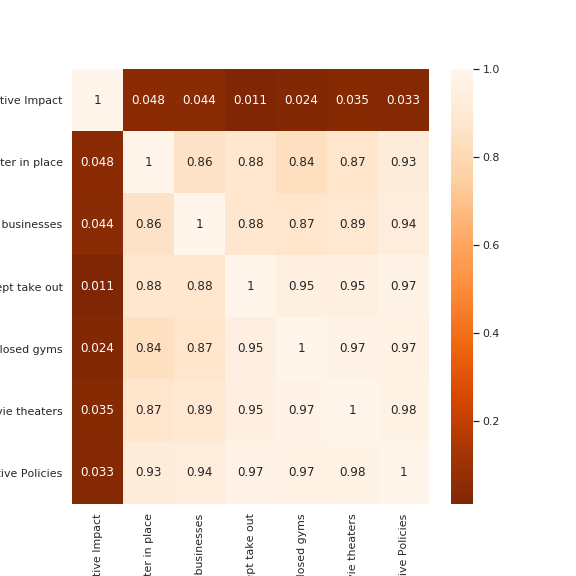 tive Impact 1 0.048 0.044 0.011 0.024 0.035 0.033
ter in place 0.048 1 0.86 0.88 0.84 0.87 0.93
businesses 0.044 0.86 1 0.88 0.87 0.89 0.94
ept take out 0.011 0.88 0.88 1 0.95 0.95 0.97
losed gyms 0.024 0.84 0.87 0.95 1 0.97 0.97
vie theaters 0.035 0.87 0.89 0.95 0.97 1 0.98
tive Policies 0.033 0.93 0.94 0.97 0.97 0.98 1
tive Impact
ter in place
businesses
ept take out
losed gyms
vie theaters
ive Policies
1.0
0.8
0.6
0.4
0.2